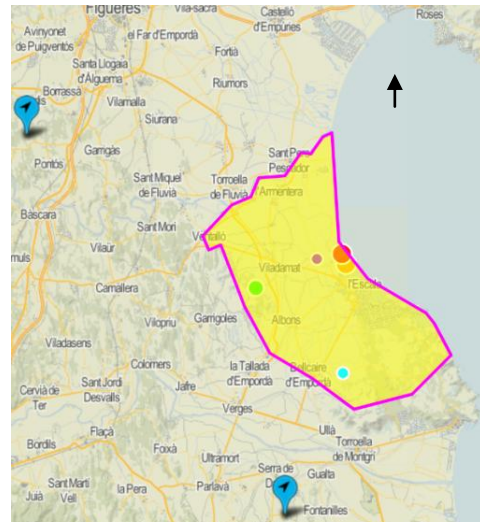 Figueres
Vila-sacra
Castelló
d'Empúries
Roses
Avinyonet
de Puigventós
el Far d'Empordà
Fortià
Santa Llogaia
d'Àlguema
Borrassà
Riumors
Vilamalla
Siurana
Garrigàs
Sant Pere
Pescador
Pontós
Sant Miquel
de Fluvià
Torroella
de Fluvià
l'Armentera
Bàscara
Sant Mori
Ventalló
Vilaür
Viladamat
l'Escala
Camallera
Vilopriu
Garrigoles
Albons
Viladasens
Colomers
la Tallada
d'Empordà
Bellcaire
d'Empordà
Cervià de
Ter
Sant Jordi
Desvalls
Jafre
Verges
Flaçà
Ullà
Bordils
Foixà
Torroella
de Montgrí
Ultramort
Serra de
Gualta
Sant Martí
Vell
Juià
la Pera
Parlavà
Fontanilles